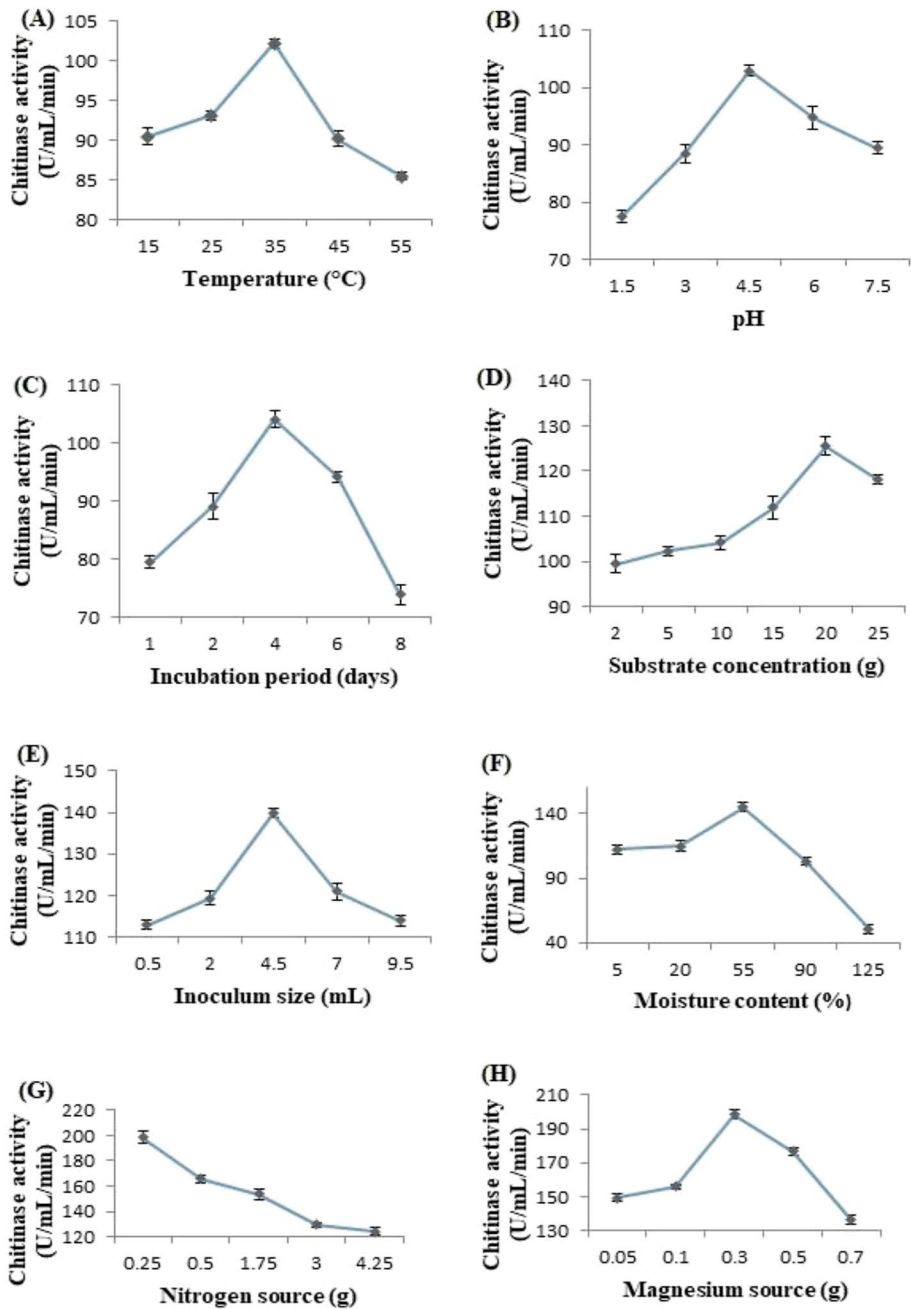 (A)
Chitinase activity
(U/mL/min)
105
100
95
90
85
80
15 25 35 45 55
Temperature (°C)
(B)
Chitinase activity
(U/mL/min)
110
100
90
80
70
1.5 3 4.5 6 7.5
pH
(C)
Chitinase activity
(U/mL/min)
110
100
90
80
70
1 2 4 6 8
Incubation period (days)
(D)
Chitinase activity
(U/mL/min)
140
130
120
110
100
90
2 5 10 15 20 25
Substrate concentration (g)
(E)
Chitinase activity
(U/mL/min)
150
140
130
120
110
0.5 2 4.5 7 9.5
Inoculum size (mL)
(F)
Chitinase activity
(U/mL/min)
140
90
40
5 20 55 90 125
Moisture content (%)
(G)
Chitinase activity
(U/mL/min)
220
200
180
160
140
120
0.25 0.5 1.75 3 4.25
Nitrogen source (g)
(H)
Chitinase activity
(U/mL/min)
210
190
170
150
130
0.05 0.1 0.3 0.5 0.7
Magnesium source (g)